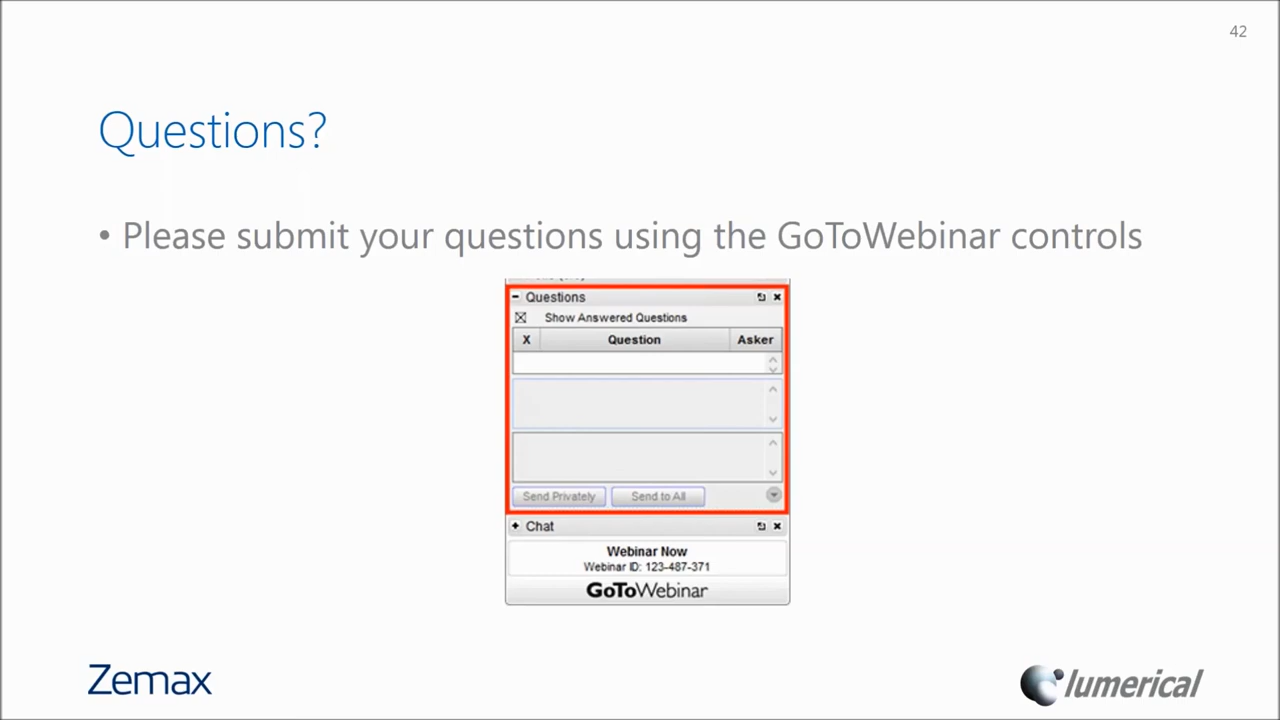 42
Questions?
• Please submit your questions using the GoToWebinar controls
Questions
Show Answered Questions
X Question Asker
Send Privately Send to All
Chat
Webinar Now
Webinar ID: 123-487-371
GoToWebinar
Zemax lumerical